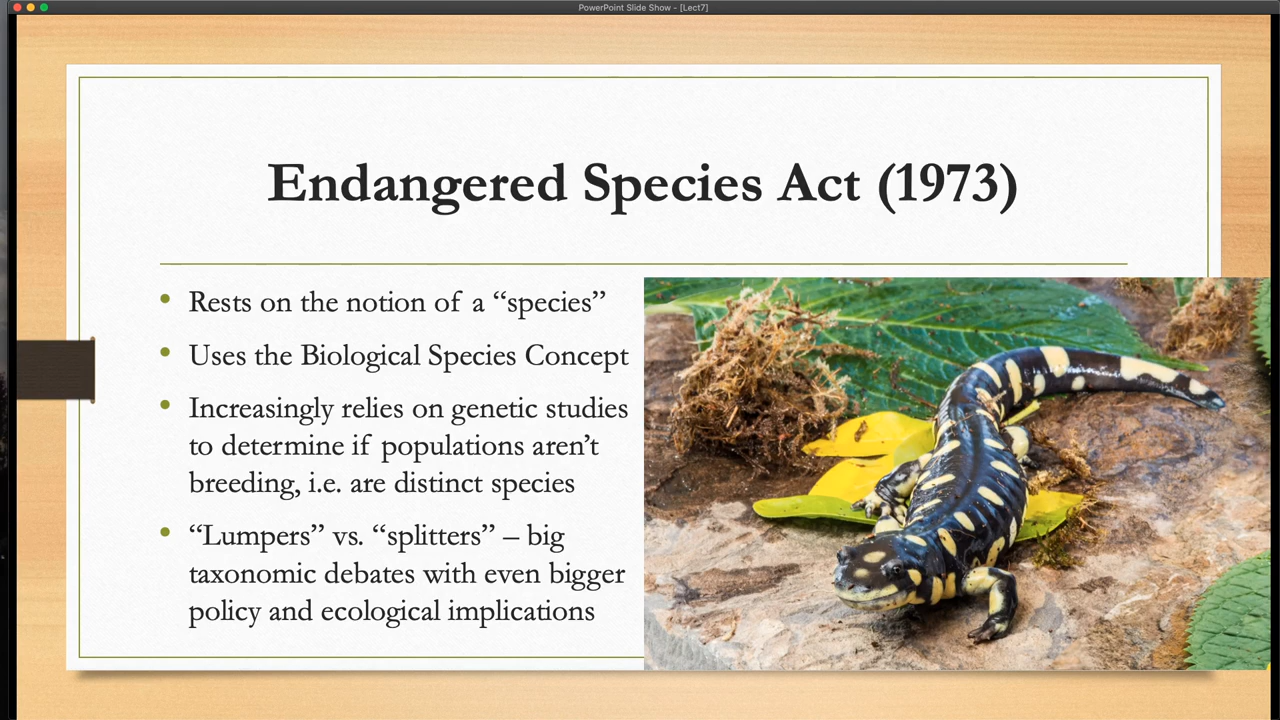 PowerPoint Slide Show - [Lect7]
Endangered Species Act (1973)
• Rests on the notion of a “species”
• Uses the Biological Species Concept
• Increasingly relies on genetic studies
to determine if populations aren’t
breeding, i.e. are distinct species
• “Lumpers” vs. “splitters” – big
taxonomic debates with even bigger
policy and ecological implications